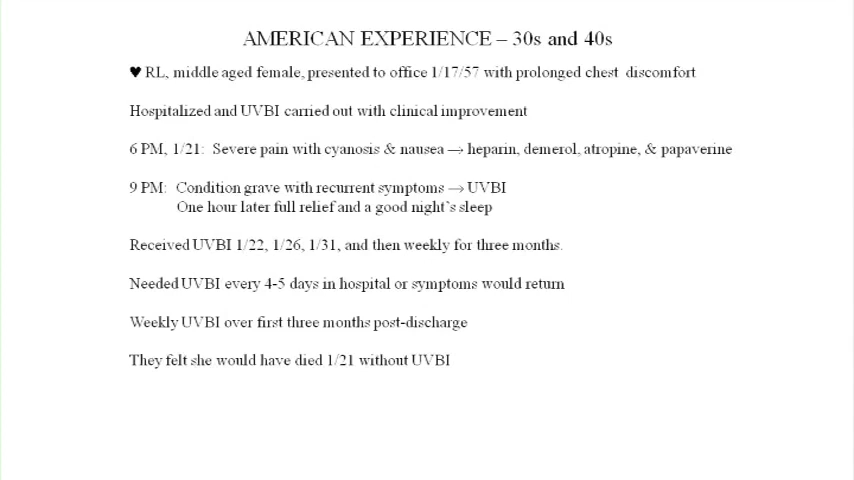 AMERICAN EXPERIENCE – 30s and 40s
♥ RL, middle aged female, presented to office 1/17/57 with prolonged chest discomfort
Hospitalized and UVBI carried out with clinical improvement
6 PM, 1/21: Severe pain with cyanosis & nausea → heparin, demerol, atropine, & papaverine
9 PM: Condition grave with recurrent symptoms → UVBI
One hour later full relief and a good night`s sleep
Received UVBI 1/22, 1/26, 1/31, and then weekly for three months.
Needed UVBI every 4-5 days in hospital or symptoms would return
Weekly UVBI over first three months post-discharge
They felt she would have died 1/21 without UVBI